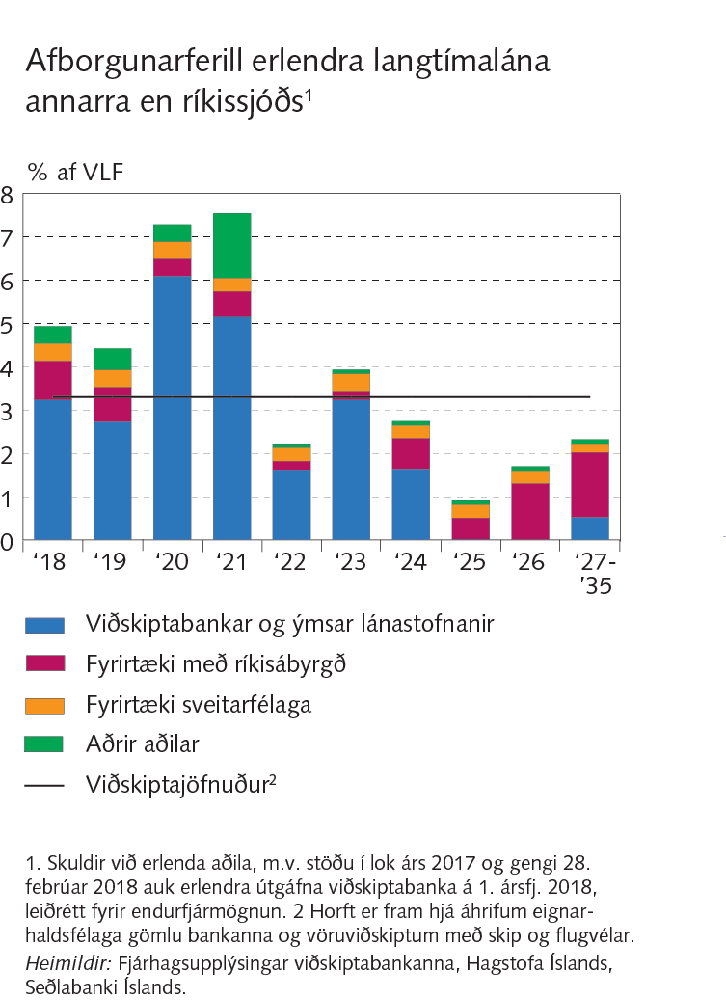 Afborgunarferill erlendra langtímalána
annarra en ríkissjóðs¹
% af VLF
8
7
6
5
4
3
2
1
0
‘18 ‘19 ‘20 ‘21 ‘22 ‘23 ‘24 ‘25 ‘26 ‘27-
’35
Viðskiptabankar og ýmsar lánastofnanir
Fyrirtæki með ríkisábyrgð
Fyrirtæki sveitarfélaga
Aðrir aðilar
Viðskiptajöfnuður²
1. Skuldir við erlenda aðila, m.v. stöðu í lok árs 2017 og gengi 28.
febrúar 2018 auk erlendra útgáfna viðskiptabanka á 1. ársfj. 2018,
leiðrétt fyrir endurfjármögnun. 2 Horft er fram hjá áhrifum eignar-
haldsfélaga gömlu bankanna og vöruviðskiptum með skip og flugvélar.
Heimildir: Fjárhagsupplýsingar viðskiptabankanna, Hagstofa Íslands,
Seðlabanki Íslands.